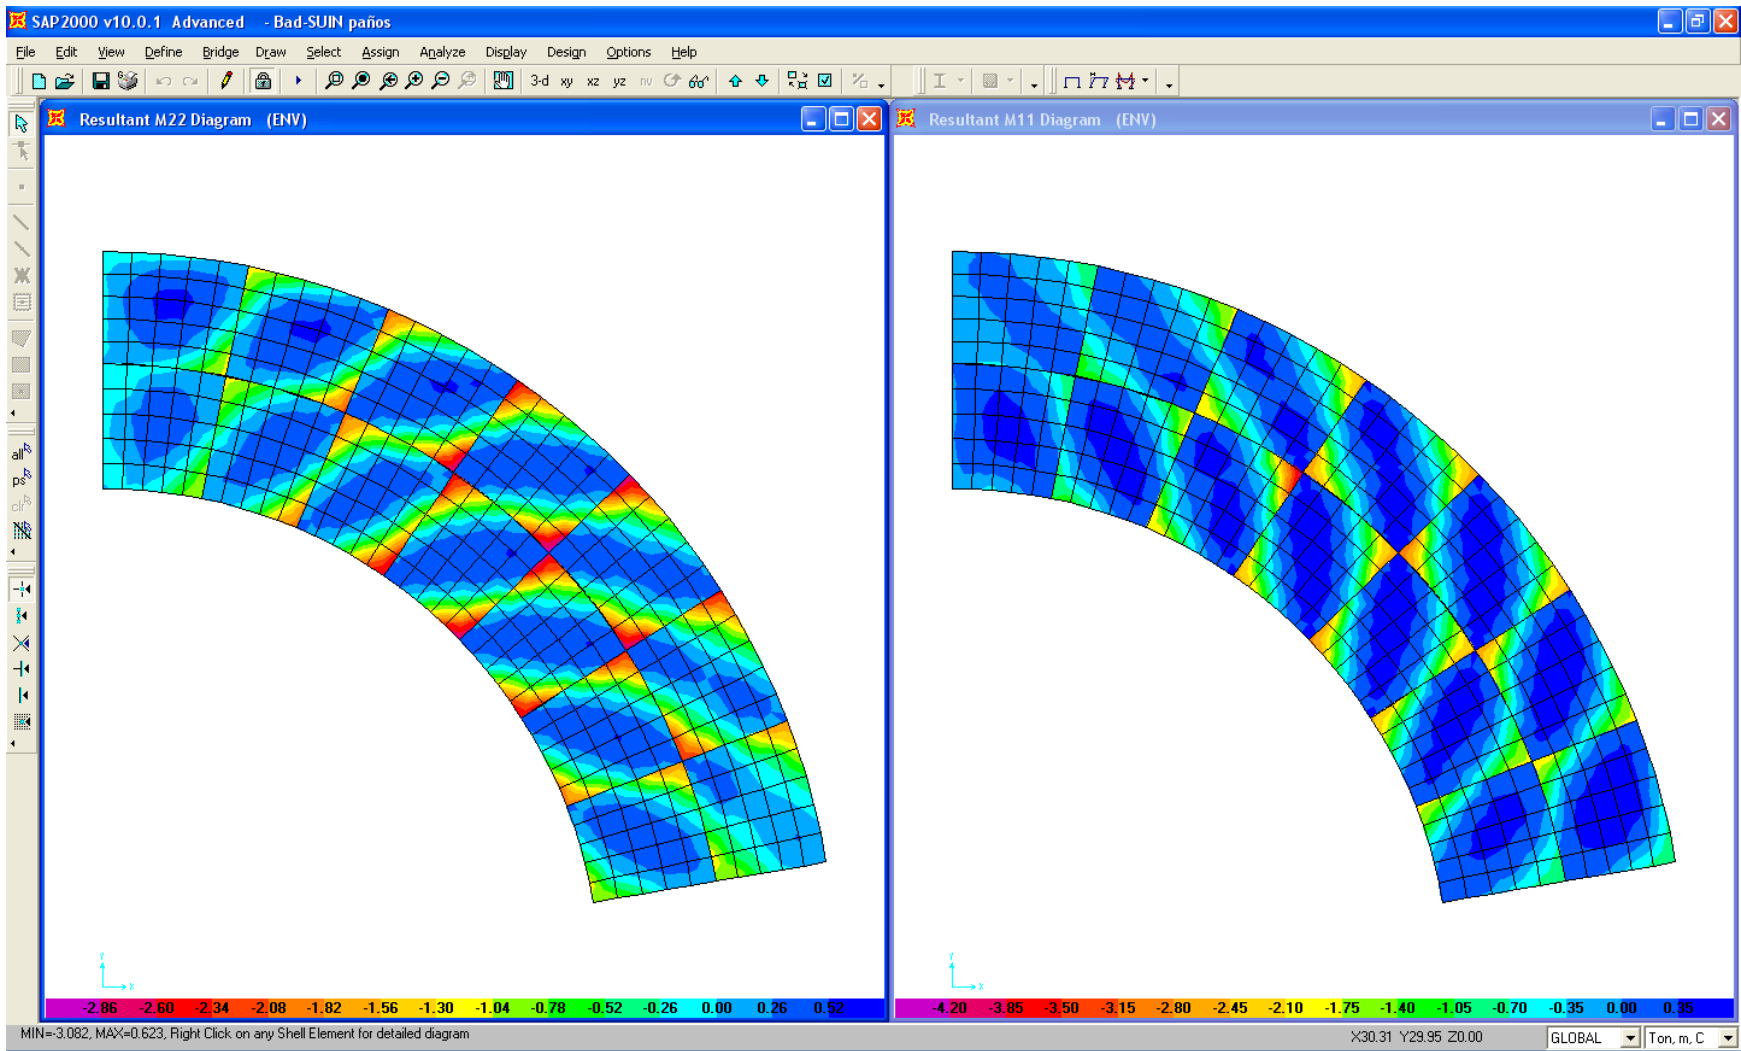 SAP2000 v10.0.1 Advanced - Bad-SUIN paños
File Edit View Define Bridge Draw Select Assign Analyze Display Design Options Help
3-d xy xz yz nv
Resultant M22 Diagram (ENV)
Resultant M11 Diagram (ENV)
all
ps
clr
Y
X
Y
X
-2.86 -2.60 -2.34 -2.08 -1.82 -1.56 -1.30 -1.04 -0.78 -0.52 -0.26 0.00 0.26 0.52
-4.20 -3.85 -3.50 -3.15 -2.80 -2.45 -2.10 -1.75 -1.40 -1.05 -0.70 -0.35 0.00 0.35
MIN=-3.082, MAX=0.623, Right Click on any Shell Element for detailed diagram
X30.31 Y29.95 Z0.00
GLOBAL
Ton, m, C